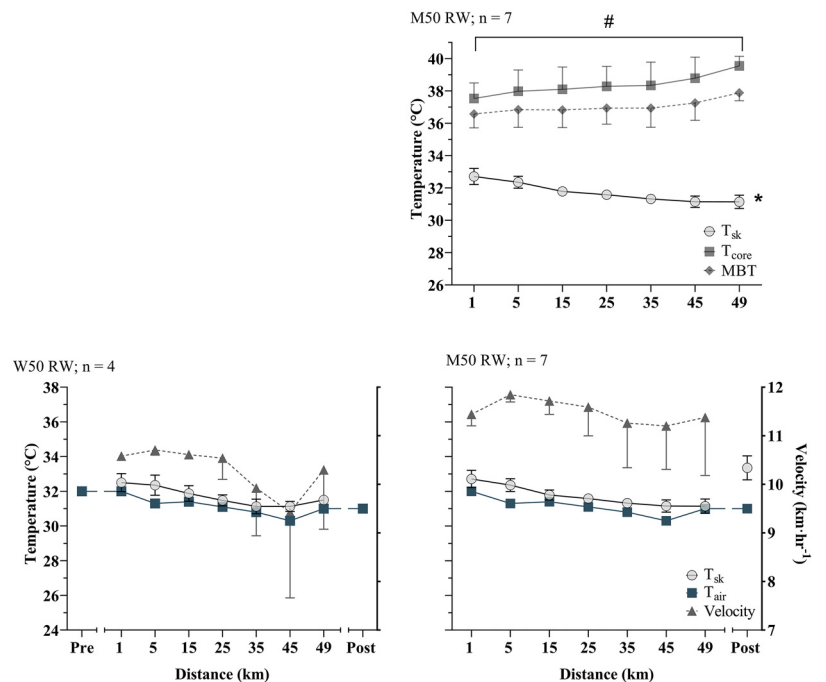 M50 RW; n = 7
#
40
38
36
34
32
30
28
26
Temperature (°C)
*
T_sk
T_core
MBT
1 5 15 25 35 45 49
W50 RW; n = 4
38
36
34
32
30
28
26
24
Temperature (°C)
Pre 1 5 15 25 35 45 49 Post
Distance (km)
M50 RW; n = 7
12
11
10
9
8
7
Velocity (km·hr⁻¹)
T_sk
T_air
Velocity
1 5 15 25 35 45 49 Post
Distance (km)